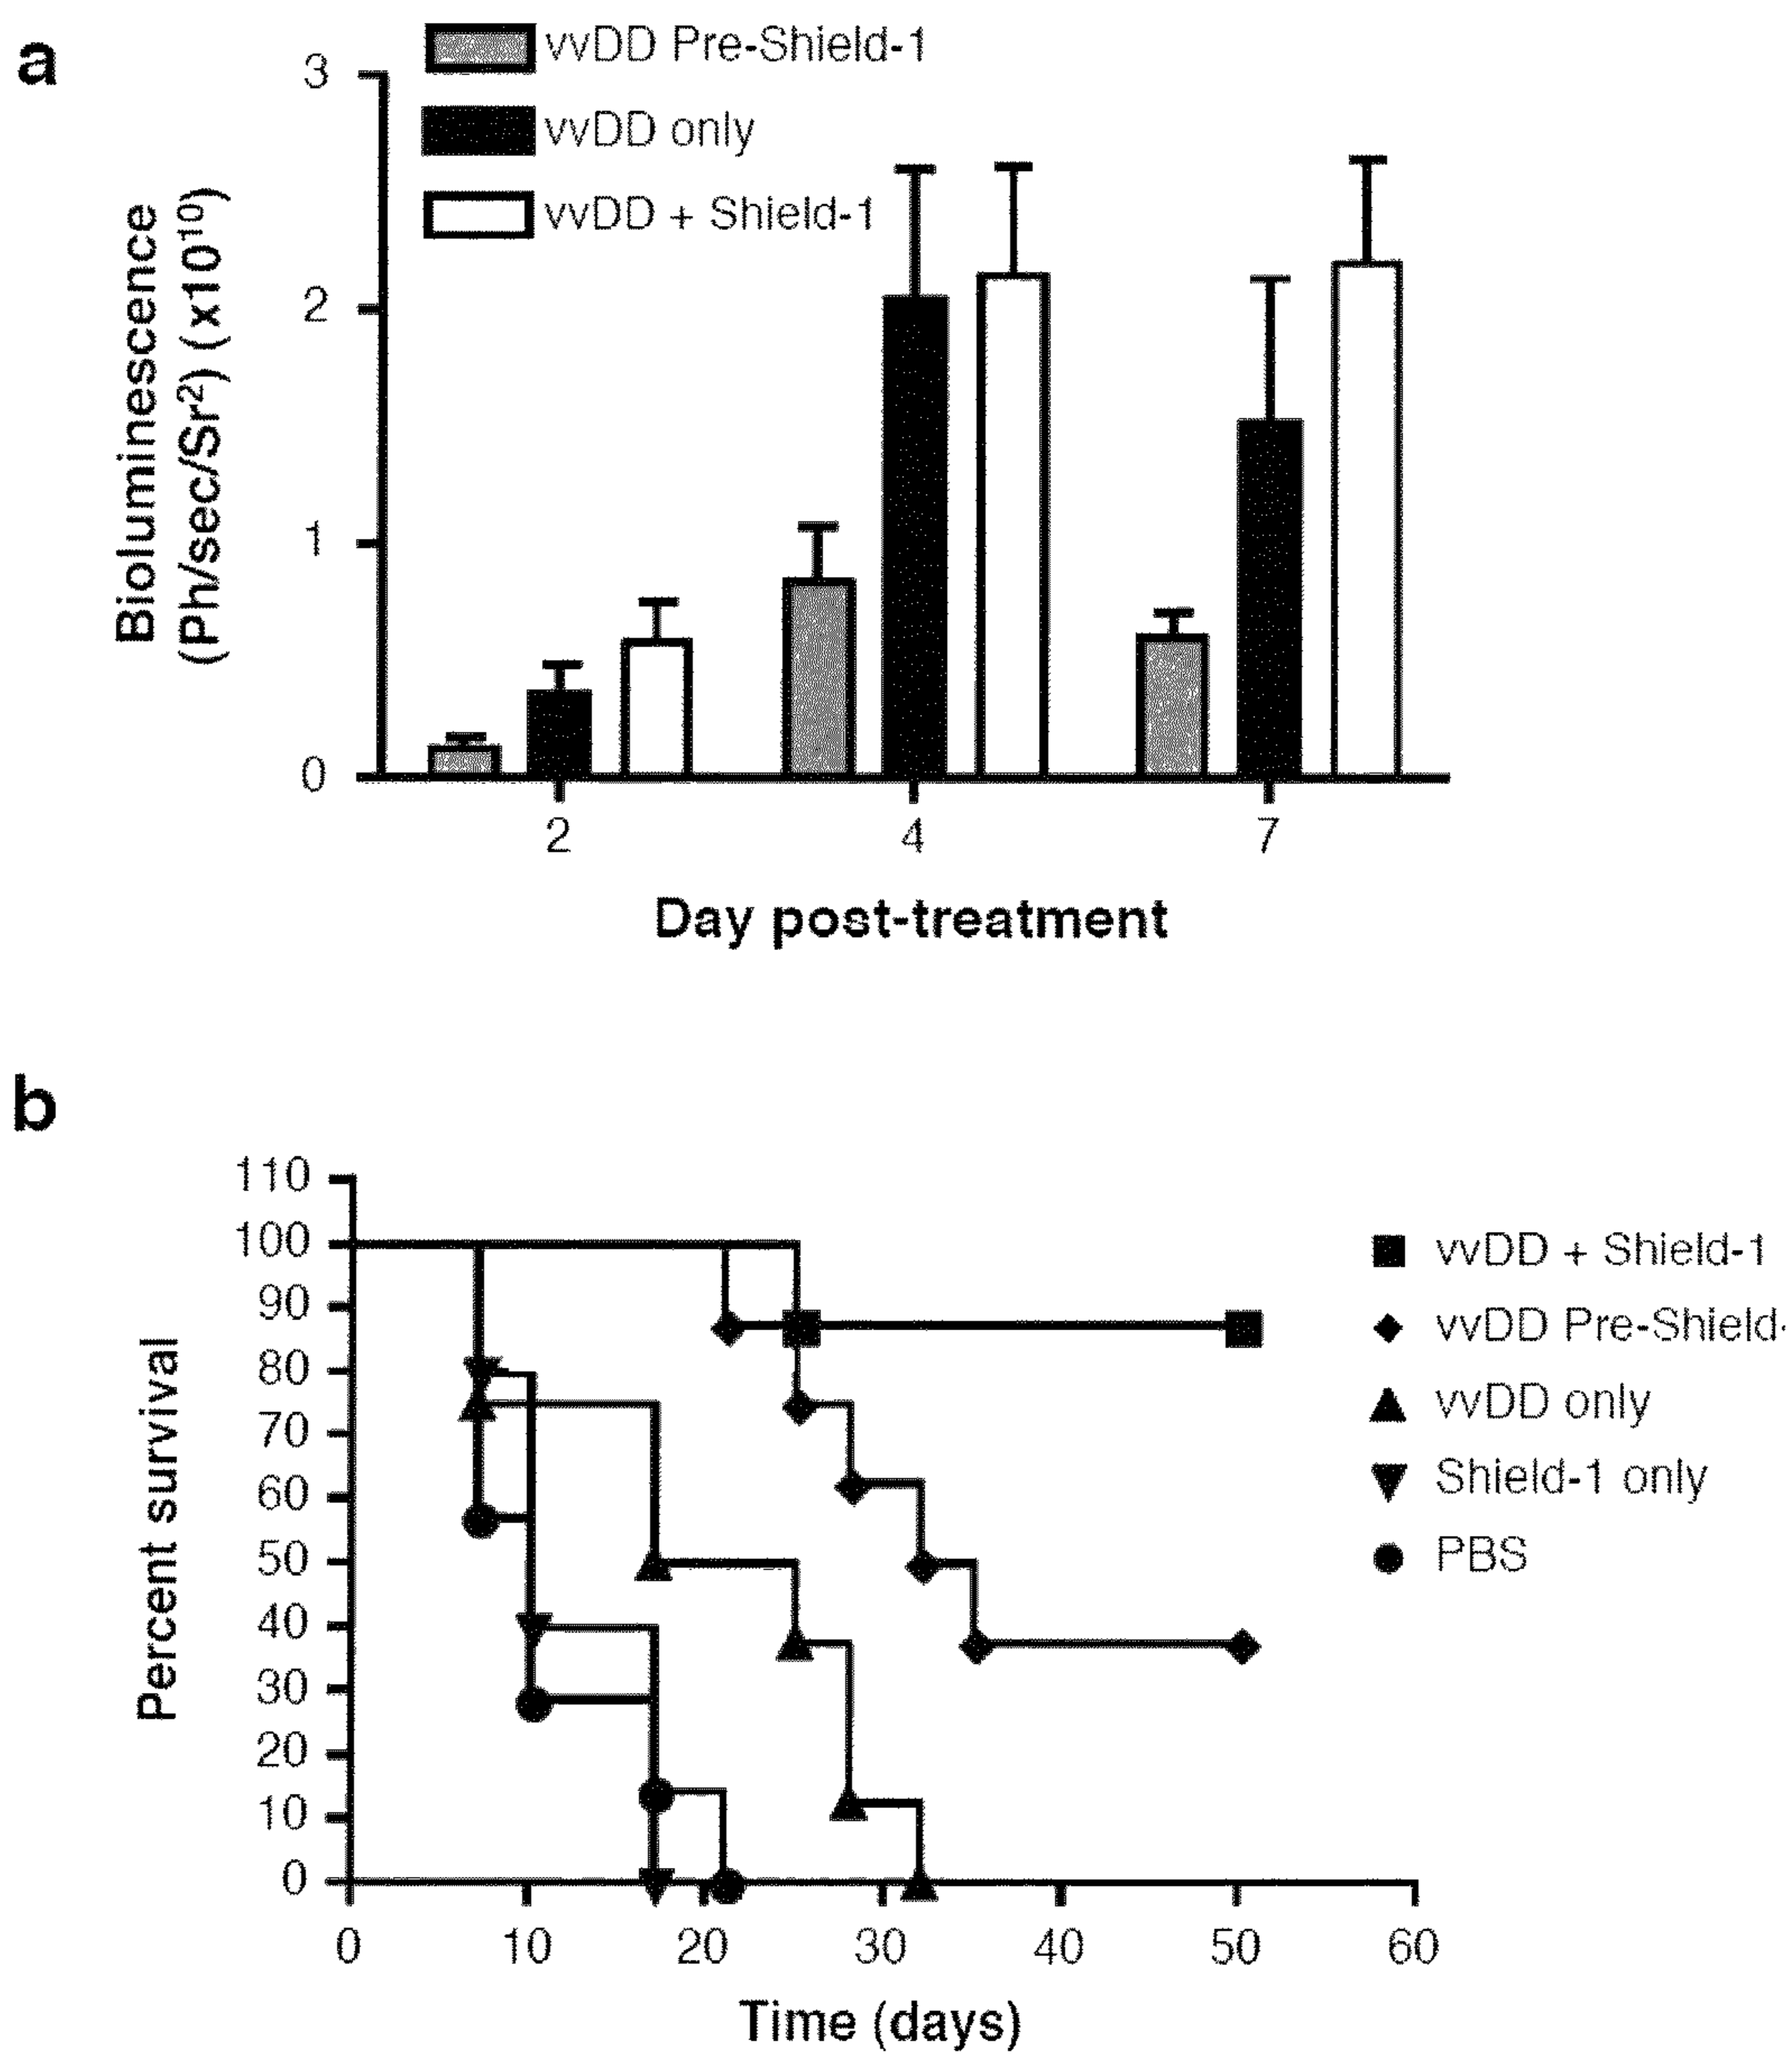 a
vvDD Pre-Shield-1
vvDD only
vvDD + Shield-1
3
2
1
0
Bioluminescence
(Ph/sec/Sr²) (x10¹⁰)
2 4 7
Day post-treatment
b
110
100
90
80
70
60
50
40
30
20
10
0
Percent survival
vvDD + Shield-1
vvDD Pre-Shield-
vvDD only
Shield-1 only
PBS
0 10 20 30 40 50 60
Time (days)